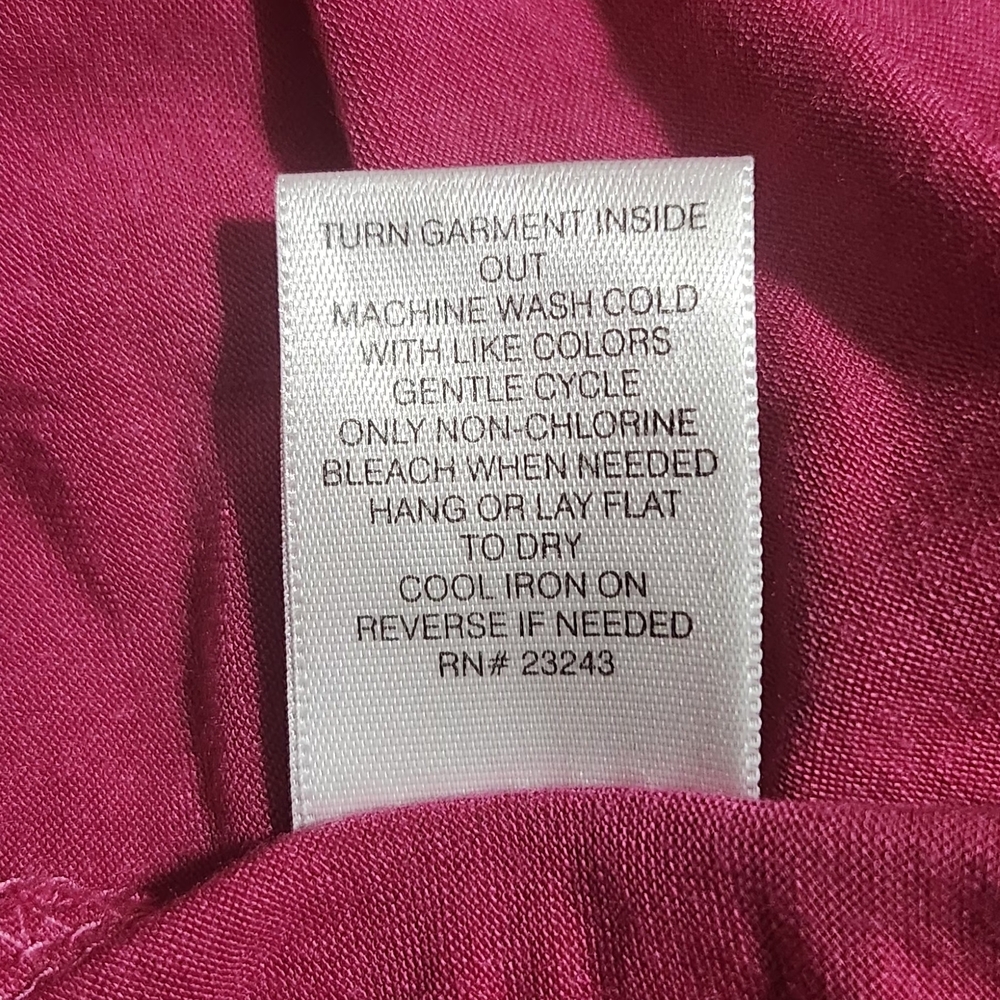 TURN GARMENT INSIDE
OUT
MACHINE WASH COLD
WITH LIKE COLORS
GENTLE CYCLE
ONLY NON-CHLORINE
BLEACH WHEN NEEDED
HANG OR LAY FLAT
TO DRY
COOL IRON ON
REVERSE IF NEEDED
RN# 23243